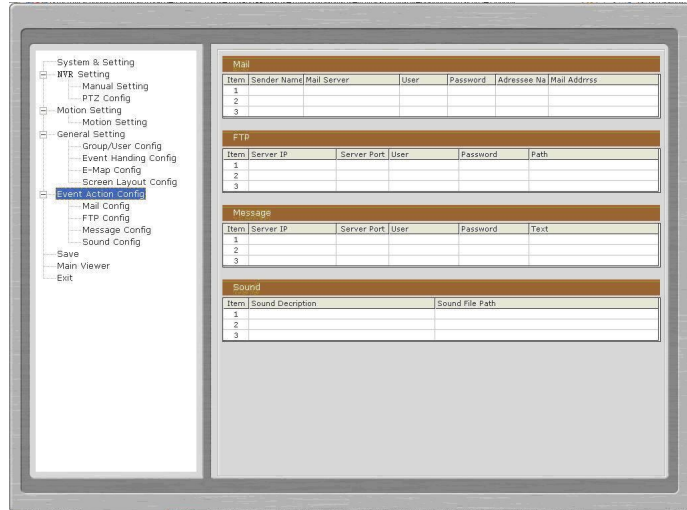 System & Setting
NVR Setting
Manual Setting
PTZ Config
Motion Setting
Motion Setting
General Setting
Group/User Config
Event Handing Config
E-Map Config
Screen Layout Config
Event Action Config
Mail Config
FTP Config
Message Config
Sound Config
Save
Main Viewer
Exit
Mail
Item Sender Name Mail Server User Password Adressee Na Mail Addrrss
1
2
3
FTP
Item Server IP Server Port User Password Path
1
2
3
Message
Item Server IP Server Port User Password Text
1
2
3
Sound
Item Sound Decription Sound File Path
1
2
3